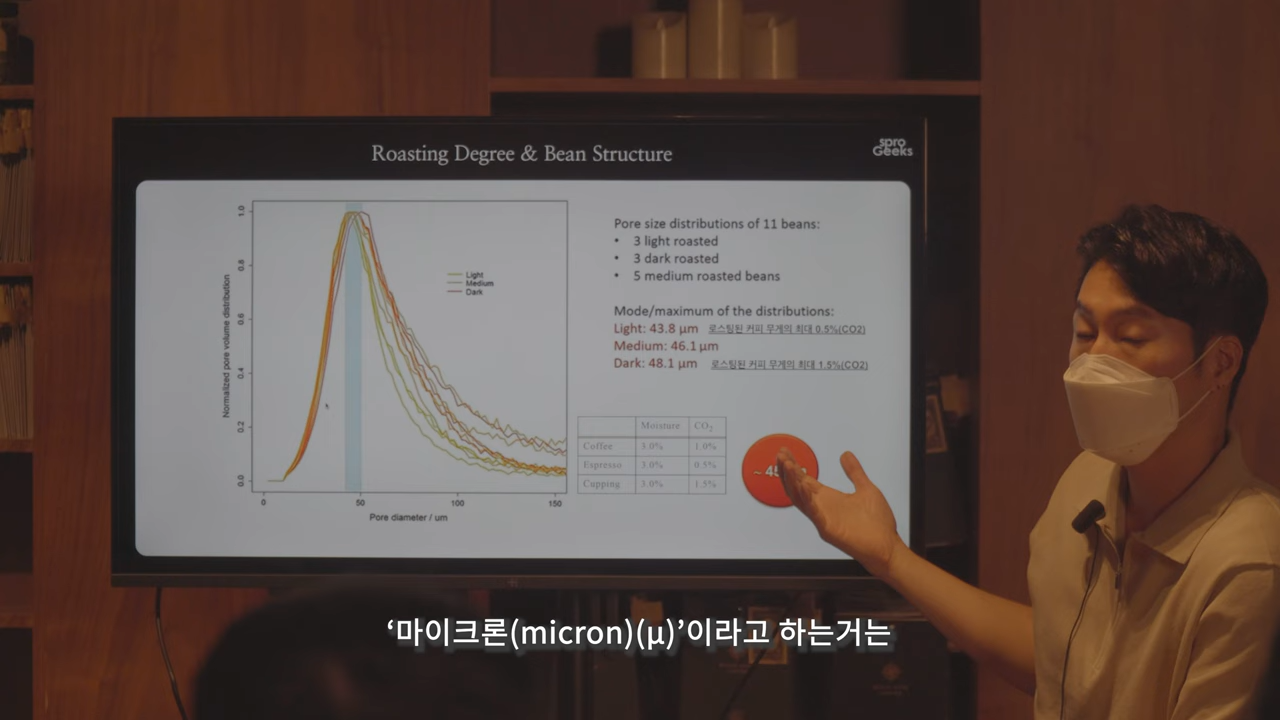 Roasting Degree & Bean Structure
spro
Geeks
Pore size distributions of 11 beans:
• 3 light roasted
• 3 dark roasted
• 5 medium roasted beans
Mode/maximum of the distributions:
Light: 43.8 μm 로스팅된 커피 무게의 최대 0.5%(CO2)
Medium: 46.1 μm
Dark: 48.1 μm 로스팅된 커피 무게의 최대 1.5%(CO2)
Normalized pore volume distribution
1.0
0.8
0.6
0.4
0.2
0.0
Light
Medium
Dark
0 50 100 150
Pore diameter / um
Moisture CO2
Coffee 3.0% 1.0%
Espresso 3.0% 0.5%
Cupping 3.0% 1.5%
‘마이크론(micron)(μ)’이라고 하는거는